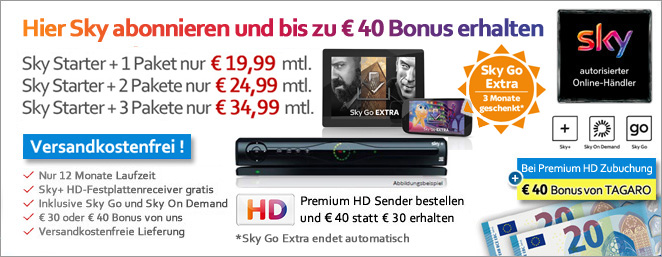 Hier Sky abonnieren und bis zu € 40 Bonus erhalten
Sky Starter + 1 Paket nur € 19,99 mtl.
Sky Starter + 2 Pakete nur € 24,99 mtl.
Sky Starter + 3 Pakete nur € 34,99 mtl.
Sky Go EXTRA
Sky Go EXTRA
Sky Go
Extra
3 Monate
geschenkt*
sky
autorisierter
Online-Händler
+
go
Sky+
Sky On Demand
Sky Go
Versandkostenfrei !
Nur 12 Monate Laufzeit
Sky+ HD-Festplattenreceiver gratis
Inklusive Sky Go und Sky On Demand
€ 30 oder € 40 Bonus von uns
Versandkostenfreie Lieferung
Abbildungsbeispiel
HD
Premium HD Sender bestellen
und € 40 statt € 30 erhalten
*Sky Go Extra endet automatisch
+
Bei Premium HD Zubuchung
€ 40 Bonus von TAGARO
20
20